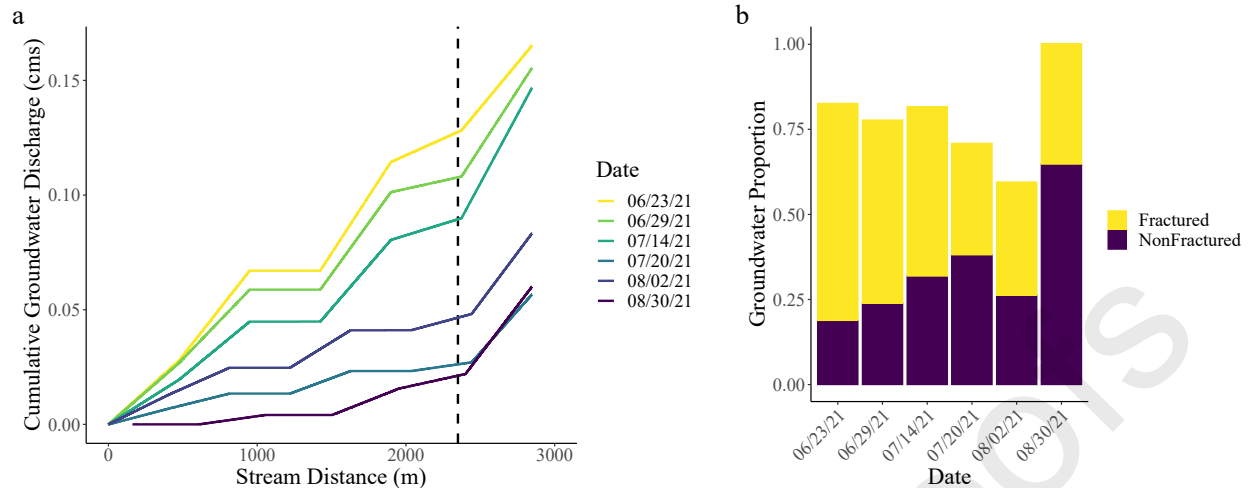 a
Cumulative Groundwater Discharge (cms)
0.15
0.10
0.05
0.00
0
1000
2000
3000
Stream Distance (m)
Date
06/23/21
06/29/21
07/14/21
07/20/21
08/02/21
08/30/21
b
Groundwater Proportion
1.00
0.75
0.50
0.25
0.00
06/23/21
06/29/21
07/14/21
07/20/21
08/02/21
08/30/21
Date
Fractured
NonFractured